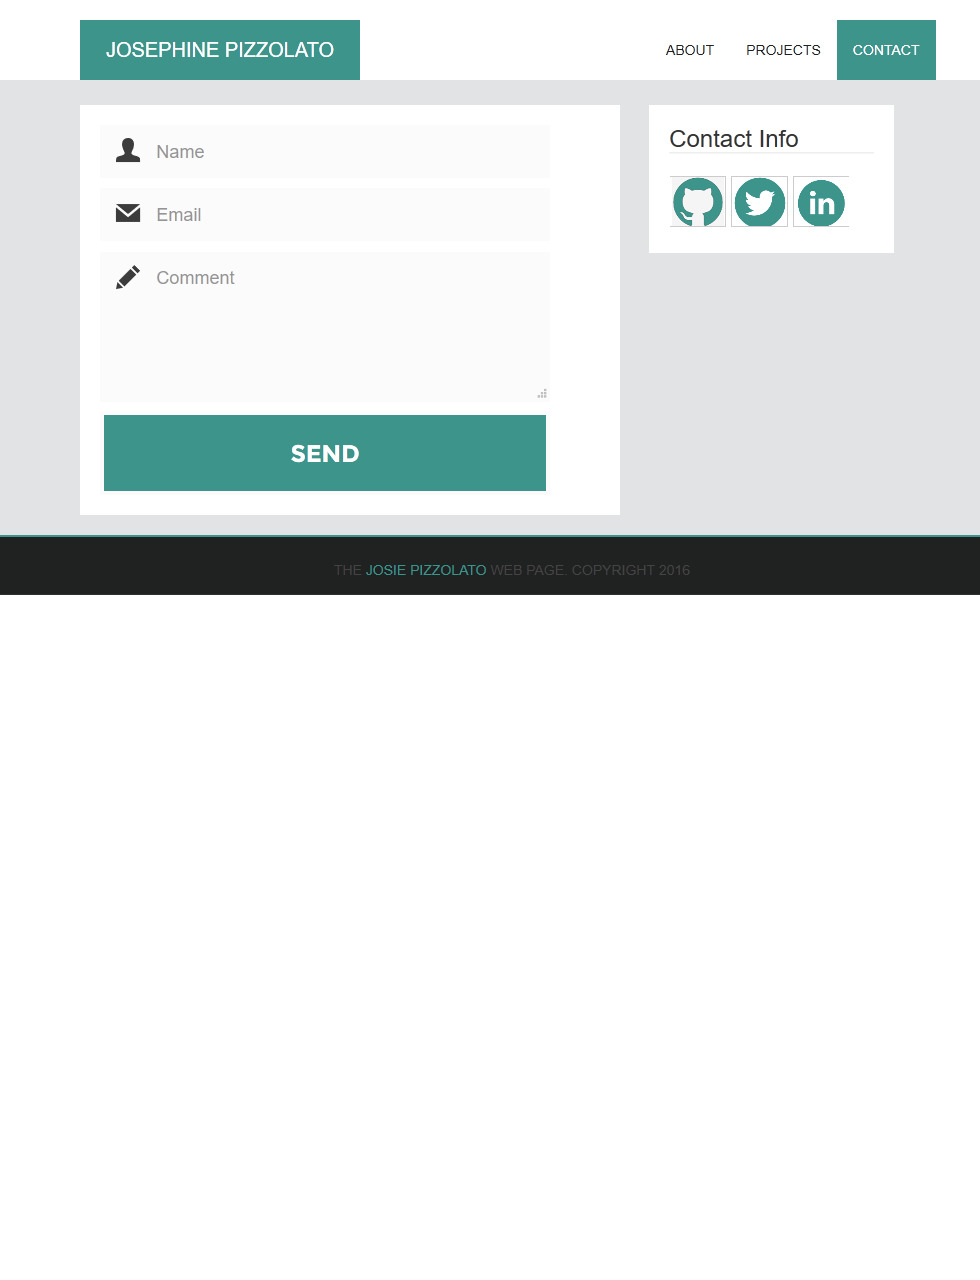 JOSEPHINE PIZZOLATO
ABOUT PROJECTS CONTACT
Name
Email
Comment
SEND
Contact Info
in
THE JOSIE PIZZOLATO WEB PAGE. COPYRIGHT 2016